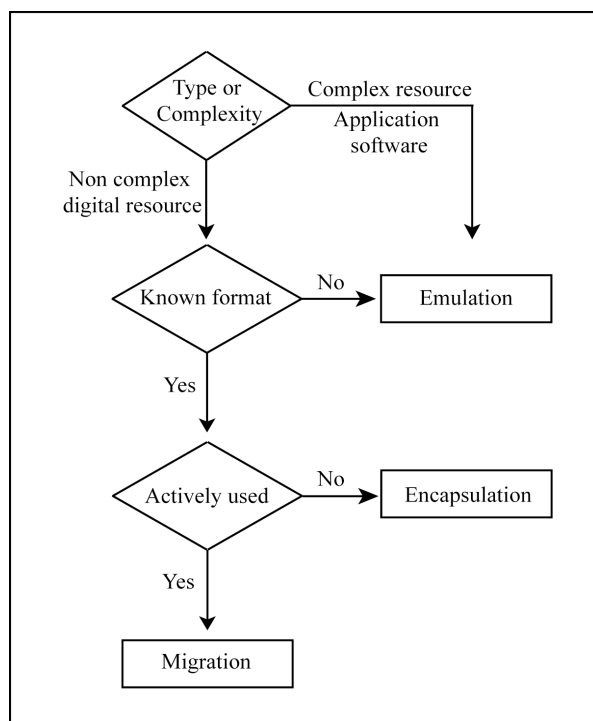 Type or
Complexity
Complex resource
Application
software
Non complex
digital resource
Known format
No
Emulation
Yes
Actively used
No
Encapsulation
Yes
Migration